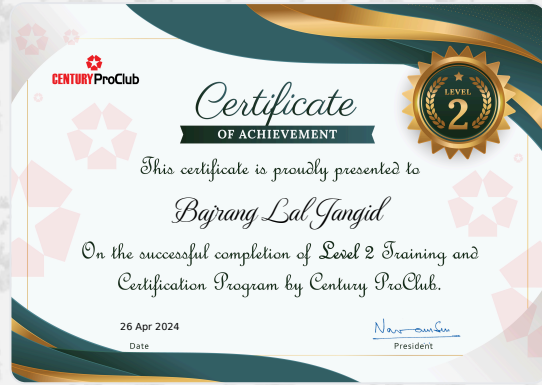 CENTURY ProClub
LEVEL
2
Certificate
OF ACHIEVEMENT
This certificate is proudly presented to
Bajrang Lal Jangid
On the successful completion of Level 2 Training and
Certification Program by Century ProClub.
26 Apr 2024
Date
President